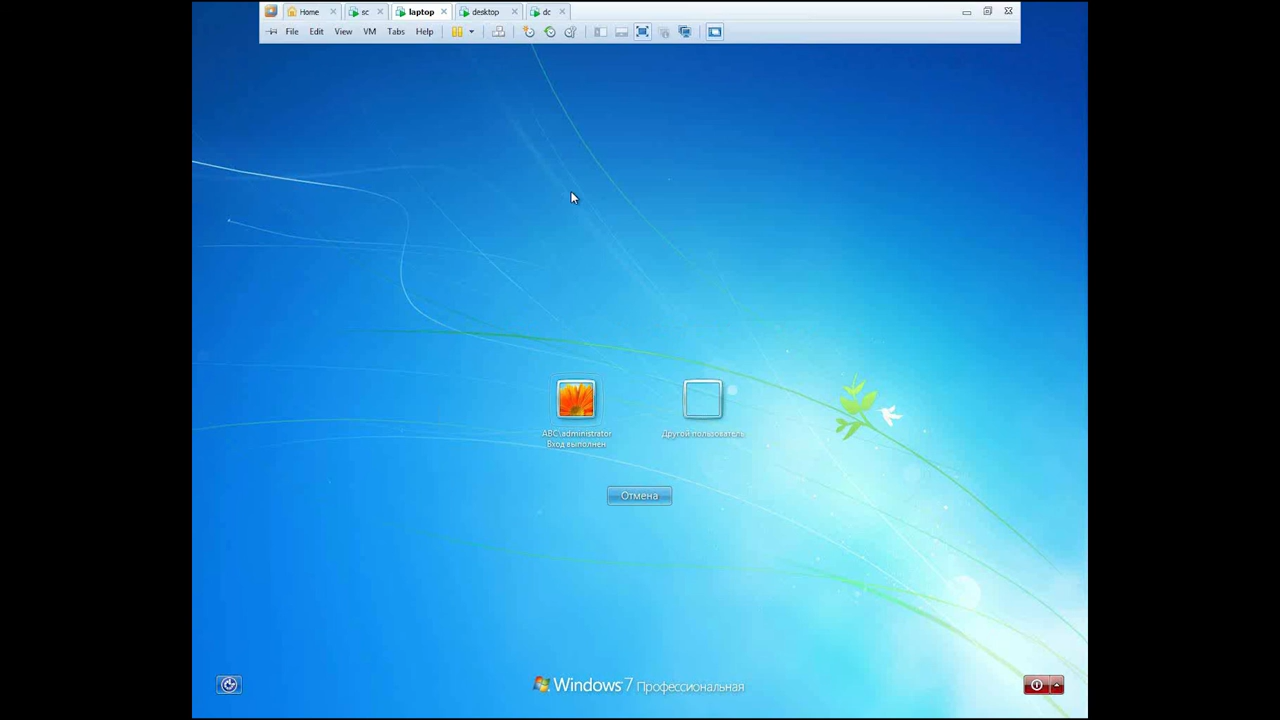 Home sc laptop desktop dc
File Edit View VM Tabs Help
ABC\administrator
Вход выполнен
Другой пользователь
Отмена
Windows 7 Профессиональная